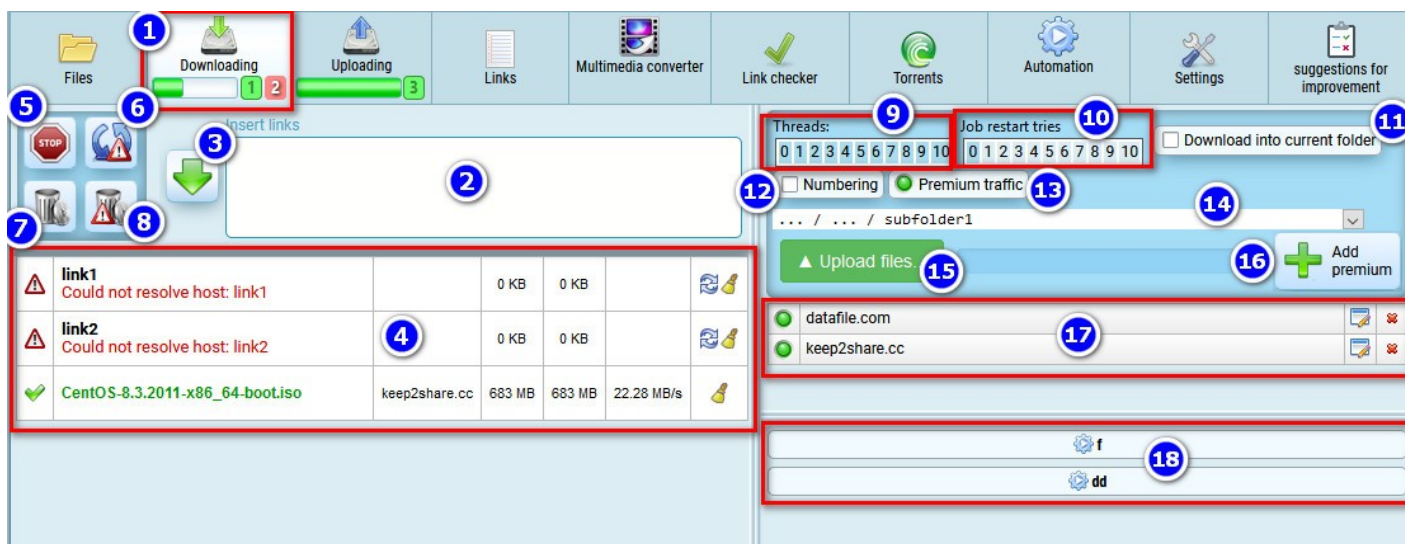 1
Files
Downloading
1 2
Uploading
3
Links
Multimedia converter
Link checker
Torrents
Automation
Settings
suggestions for
improvement
5
6
STOP
3
Insert links
2
7
8
9
Threads:
0 1 2 3 4 5 6 7 8 9 10
10
Job restart tries
0 1 2 3 4 5 6 7 8 9 10
11
Download into current folder
12
Numbering
Premium traffic
13
... / ... / subfolder1
14
▲ Upload files...
15
16
Add
premium
link1
Could not resolve host: link1
0 KB 0 KB
link2
Could not resolve host: link2
0 KB 0 KB
4
CentOS-8.3.2011-x86_64-boot.iso keep2share.cc 683 MB 683 MB 22.28 MB/s
datafile.com
keep2share.cc
17
f
dd
18